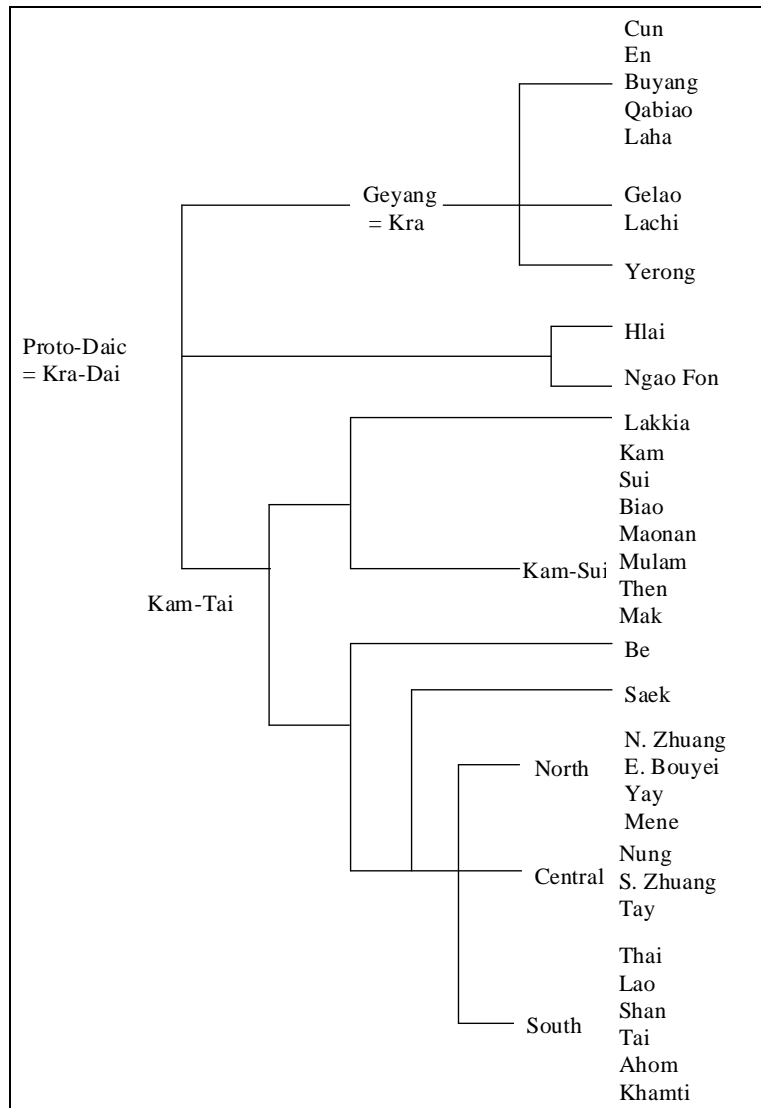 Cun
En
Buyang
Qabiao
Laha
Geyang
= Kra
Gelao
Lachi
Yerong
Proto-Daic
= Kra-Dai
Hlai
Ngao Fon
Lakkia
Kam
Sui
Biao
Maonan
Mulam
Then
Mak
Kam-Sui
Kam-Tai
Be
Saek
North
N. Zhuang
E. Bouyei
Yay
Mene
Central
Nung
S. Zhuang
Tay
South
Thai
Lao
Shan
Tai
Ahom
Khamti